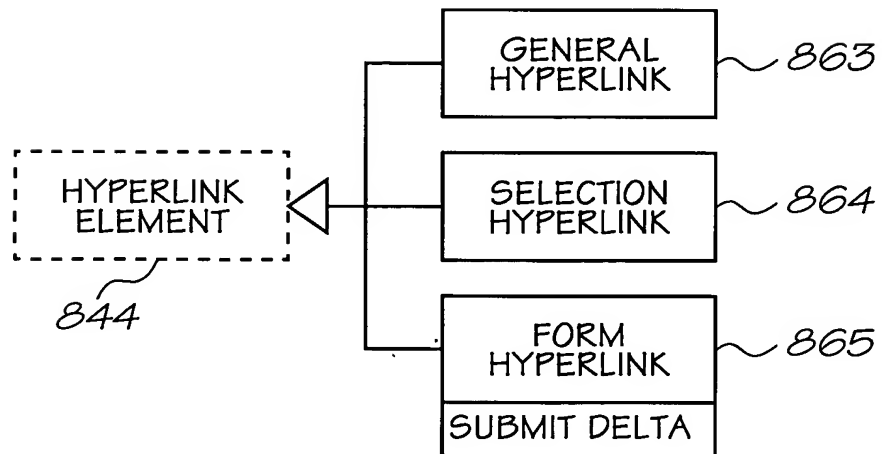 GENERAL
HYPERLINK
863
HYPERLINK
ELEMENT
844
SELECTION
HYPERLINK
864
FORM
HYPERLINK
865
SUBMIT DELTA